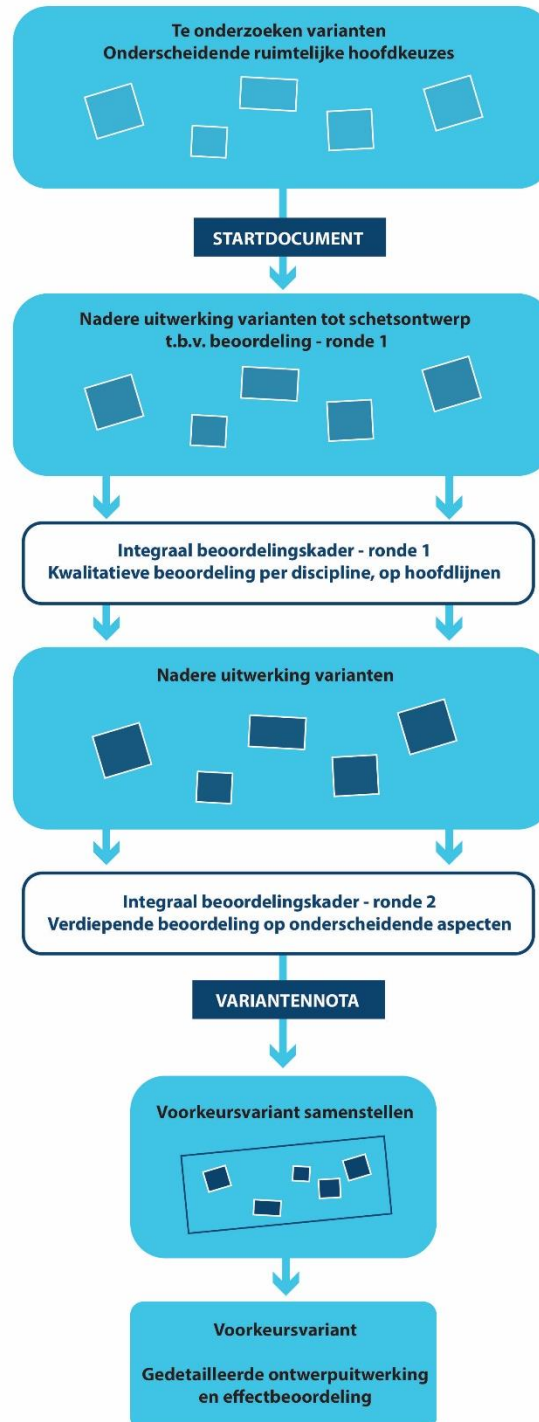 Te onderzoeken varianten
Onderscheidende ruimtelijke hoofdkeuzes
STARTDOCUMENT
Nadere uitwerking varianten tot schetsontwerp
t.b.v. beoordeling - ronde 1
Integraal beoordelingskader - ronde 1
Kwalitatieve beoordeling per discipline, op hoofdlijnen
Nadere uitwerking varianten
Integraal beoordelingskader - ronde 2
Verdiepende beoordeling op onderscheidende aspecten
VARIANTENNOTA
Voorkeursvariant samenstellen
Voorkeursvariant
Gedetailleerde ontwerpuitwerking
en effectbeoordeling